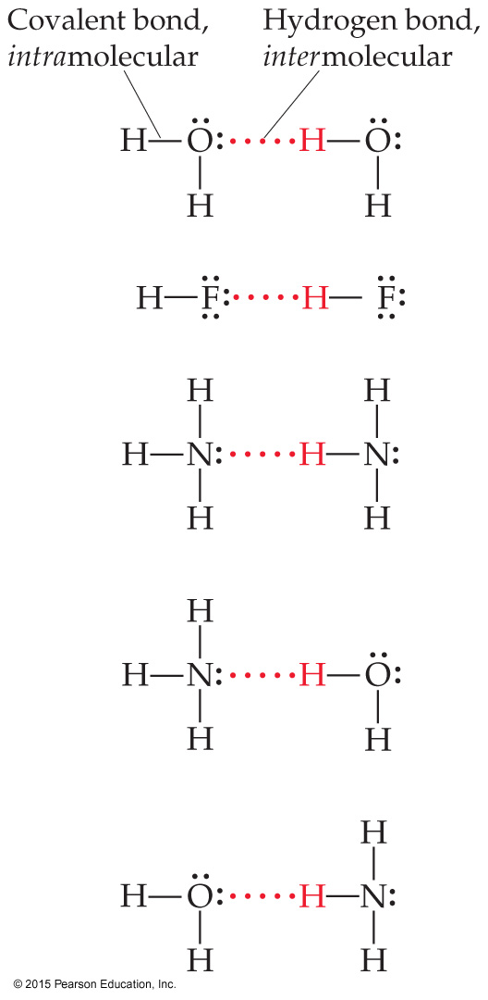 Covalent bond, Hydrogen bond,
intramolecular intermolecular
H—Ö:·····H—Ö:
H H
H—F̈:·····H— F̈:
H H
H—N:·····H—N:
H H
H
H—N:·····H—Ö:
H H
H
H—Ö:·····H—N:
H H
© 2015 Pearson Education, Inc.